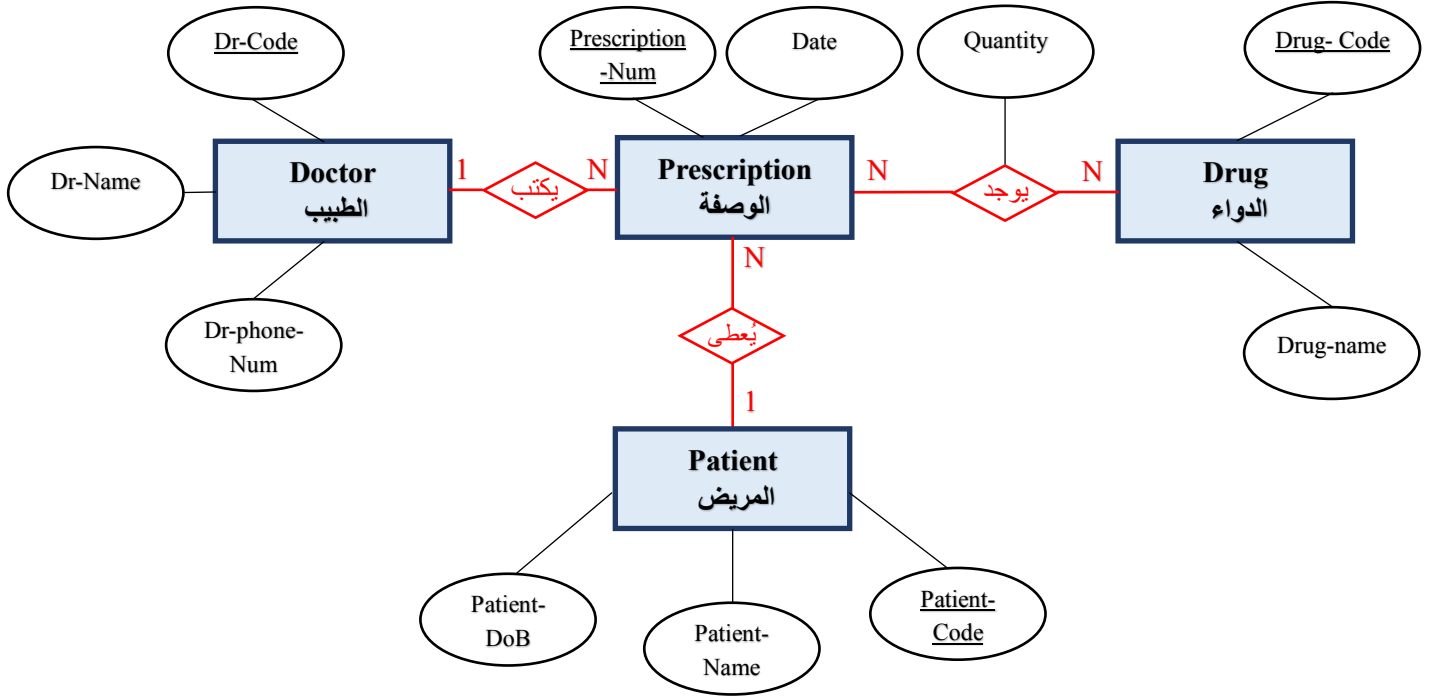 Dr-Code
Prescription
-Num
Date
Quantity
Drug- Code
Dr-Name
Doctor
الطبيب
1
يكتب
N
Prescription
الوصفة
N
يوجد
N
Drug
الدواء
Dr-phone-
Num
N
يُعطى
1
Drug-name
Patient
المريض
Patient-
DoB
Patient-
Name
Patient-
Code